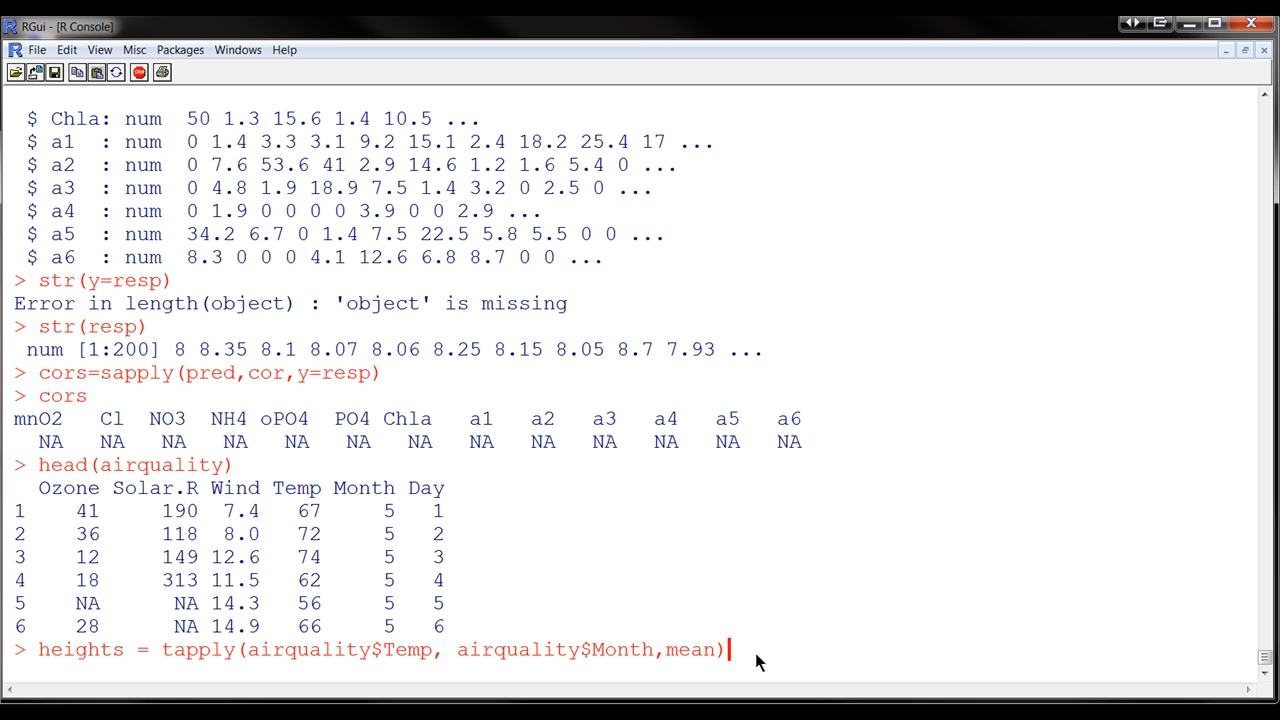 RGui - [R Console]
File Edit View Misc Packages Windows Help
$ Chla: num 50 1.3 15.6 1.4 10.5 ...
$ a1 : num 0 1.4 3.3 3.1 9.2 15.1 2.4 18.2 25.4 17 ...
$ a2 : num 0 7.6 53.6 41 2.9 14.6 1.2 1.6 5.4 0 ...
$ a3 : num 0 4.8 1.9 18.9 7.5 1.4 3.2 0 2.5 0 ...
$ a4 : num 0 1.9 0 0 0 0 3.9 0 0 2.9 ...
$ a5 : num 34.2 6.7 0 1.4 7.5 22.5 5.8 5.5 0 0 ...
$ a6 : num 8.3 0 0 0 4.1 12.6 6.8 8.7 0 0 ...
> str(y=resp)
Error in length(object) : 'object' is missing
> str(resp)
num [1:200] 8 8.35 8.1 8.07 8.06 8.25 8.15 8.05 8.7 7.93 ...
> cors=sapply(pred,cor,y=resp)
> cors
mnO2 Cl NO3 NH4 oPO4 PO4 Chla a1 a2 a3 a4 a5 a6
NA NA NA NA NA NA NA NA NA NA NA NA NA
> head(airquality)
Ozone Solar.R Wind Temp Month Day
1 41 190 7.4 67 5 1
2 36 118 8.0 72 5 2
3 12 149 12.6 74 5 3
4 18 313 11.5 62 5 4
5 NA NA 14.3 56 5 5
6 28 NA 14.9 66 5 6
> heights = tapply(airquality$Temp, airquality$Month,mean)